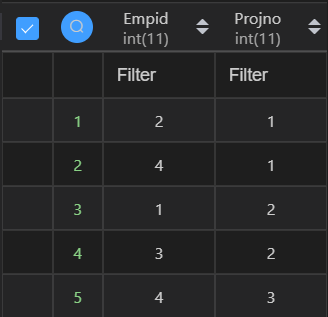 Empid Projno
int(11) int(11)
Filter Filter
1 2 1
2 4 1
3 1 2
4 3 2
5 4 3